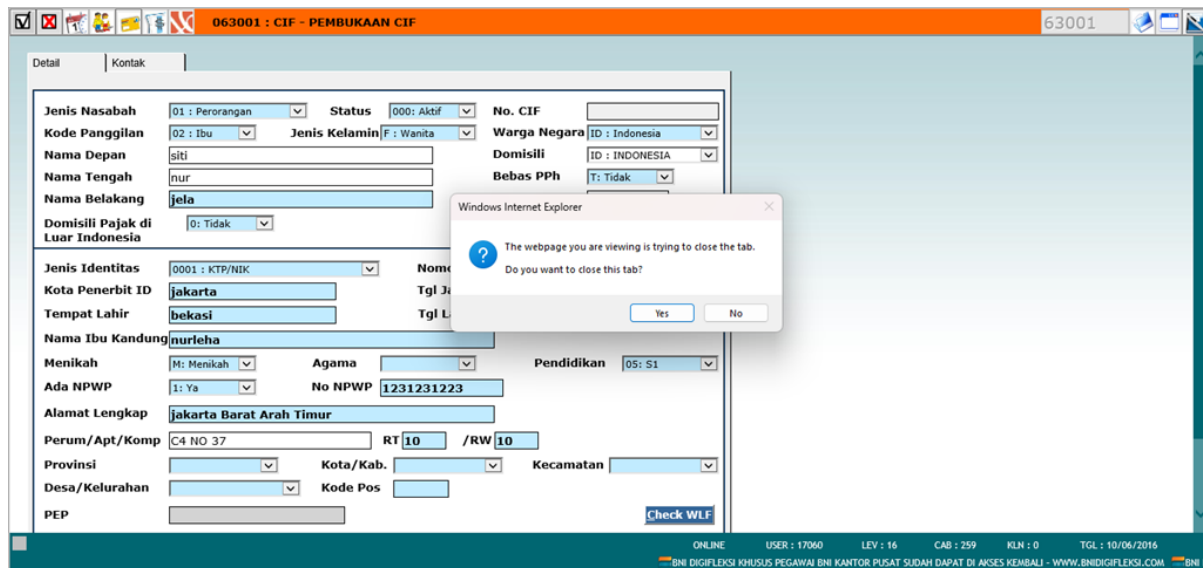 063001 : CIF - PEMBUKAAN CIF 63001
Detail Kontak
Jenis Nasabah 01 : Perorangan Status 000: Aktif No. CIF
Kode Panggilan 02 : Ibu Jenis Kelamin F : Wanita Warga Negara ID : Indonesia
Nama Depan siti Domisili ID : INDONESIA
Nama Tengah nur Bebas PPh T: Tidak
Nama Belakang jela
Windows Internet Explorer
The webpage you are viewing is trying to close the tab.
Do you want to close this tab?
Yes No
Domisili Pajak di Luar Indonesia 0: Tidak
Jenis Identitas 0001 : KTP/NIK
Kota Penerbit ID jakarta
Tempat Lahir bekasi
Nama Ibu Kandung nurleha
Menikah M: Menikah Agama Pendidikan 05: S1
Ada NPWP 1: Ya No NPWP 1231231223
Alamat Lengkap jakarta Barat Arah Timur
Perum/Apt/Komp C4 NO 37 RT 10 /RW 10
Provinsi Kota/Kab. Kecamatan
Desa/Kelurahan Kode Pos
PEP Check WLF
ONLINE USER : 17060 LEV : 16 CAB : 259 KLN : 0 TGL : 10/06/2016
BNI DIGIFLEKSI KHUSUS PEGAWAI BNI KANTOR PUSAT SUDAH DAPAT DI AKSES KEMBALI - WWW.BNIDIGIFLEKSI.COM BNI